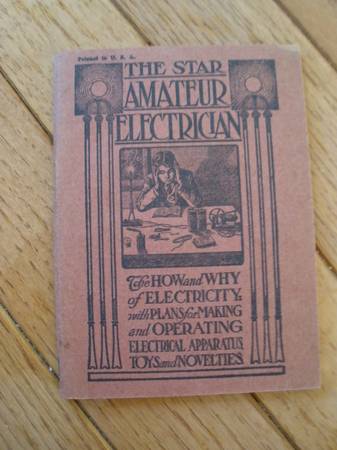 Printed in U. S. A.
THE STAR
AMATEUR
ELECTRICIAN
The HOW and WHY
of ELECTRICITY:
with PLANS for MAKING
and OPERATING
ELECTRICAL APPARATUS
TOYS and NOVELTIES.